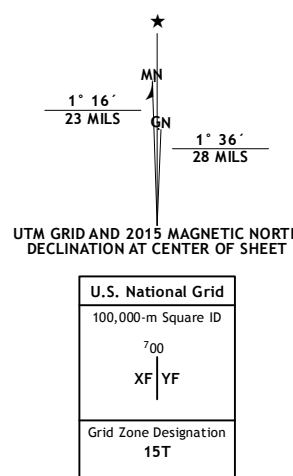 ★
MN
1° 16´
23 MILS
GN
1° 36´
28 MILS
UTM GRID AND 2015 MAGNETIC NORTH
DECLINATION AT CENTER OF SHEET
U.S. National Grid
100,000-m Square ID
⁷00
XF YF
Grid Zone Designation
15T